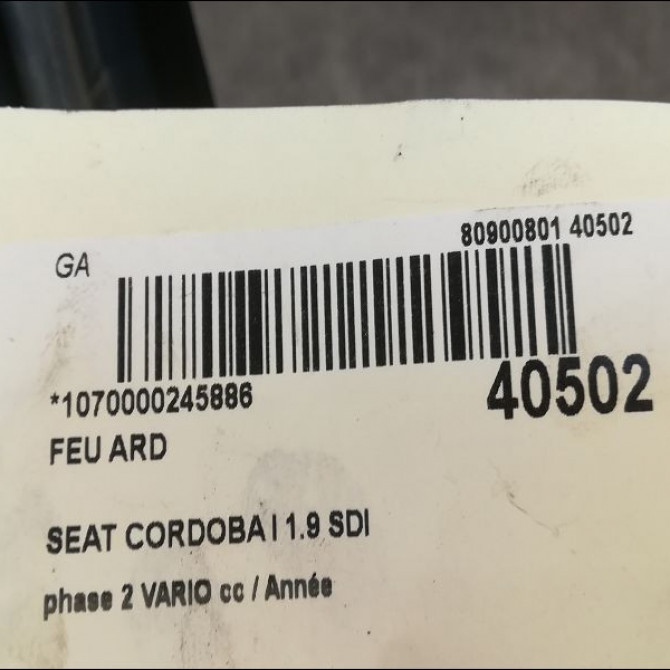 80900801 40502
GA
*1070000245886
40502
FEU ARD
SEAT CORDOBA I 1.9 SDI
phase 2 VARIO cc / Année